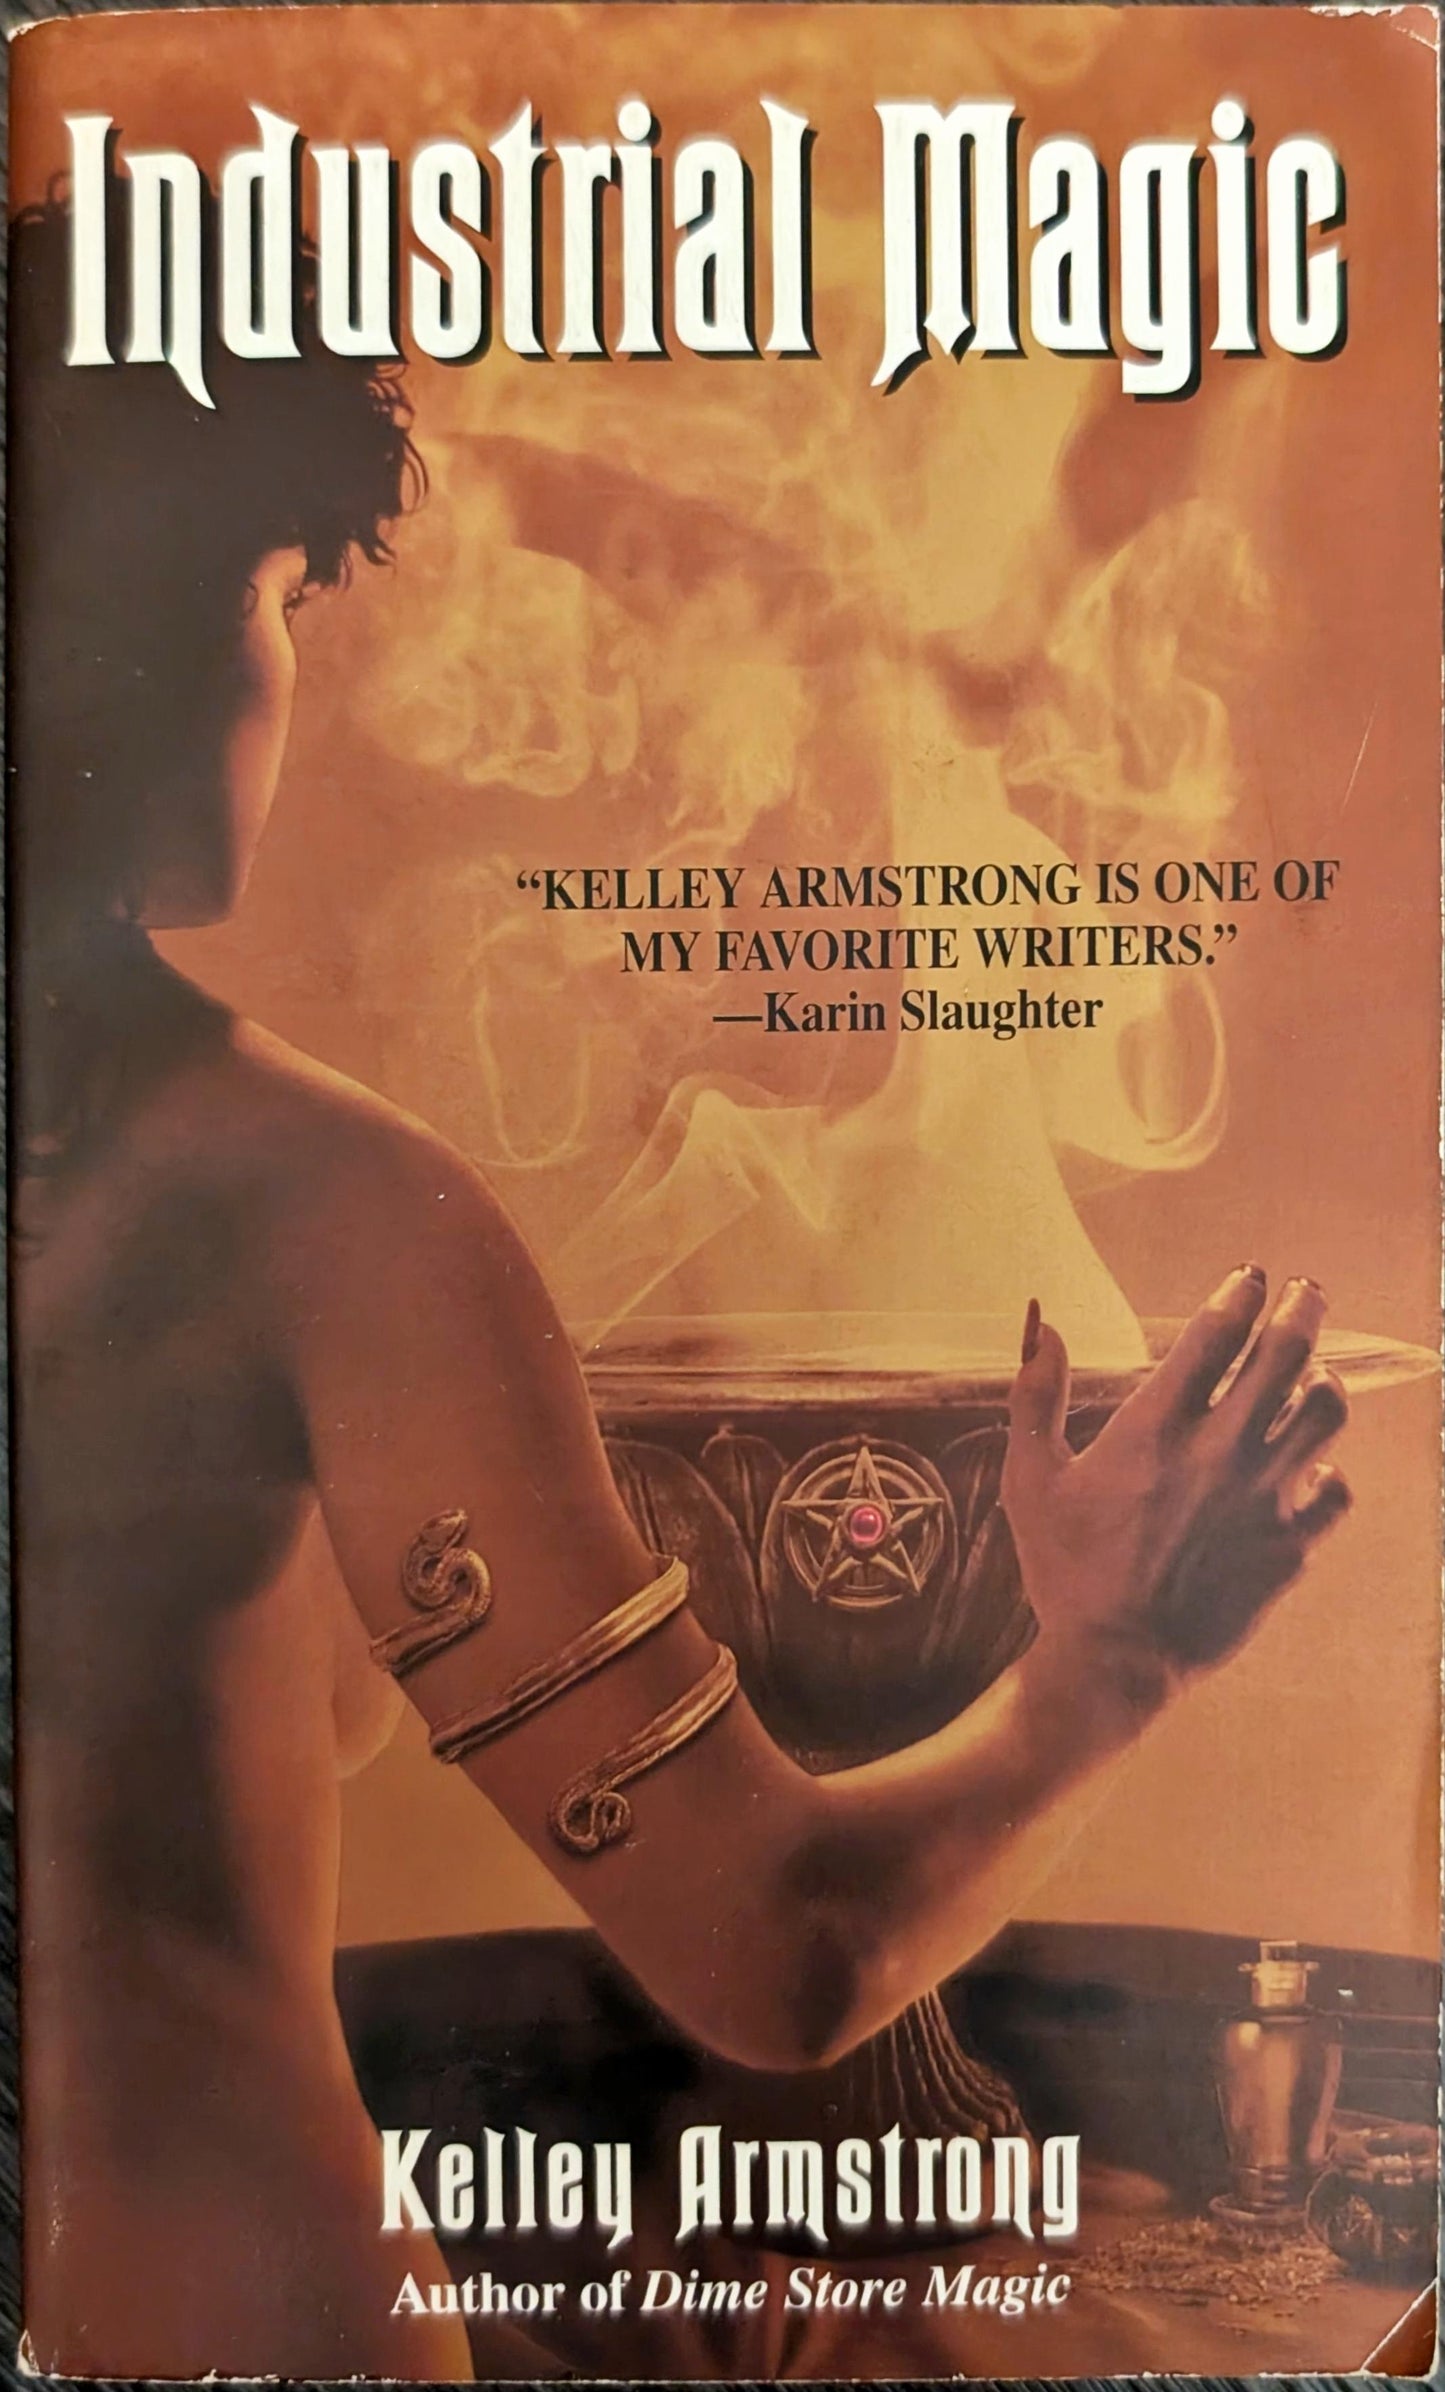 Industrial Magic
“KELLEY ARMSTRONG IS ONE OF
MY FAVORITE WRITERS.”
—Karin Slaughter
Kelley Armstrong
Author of Dime Store Magic